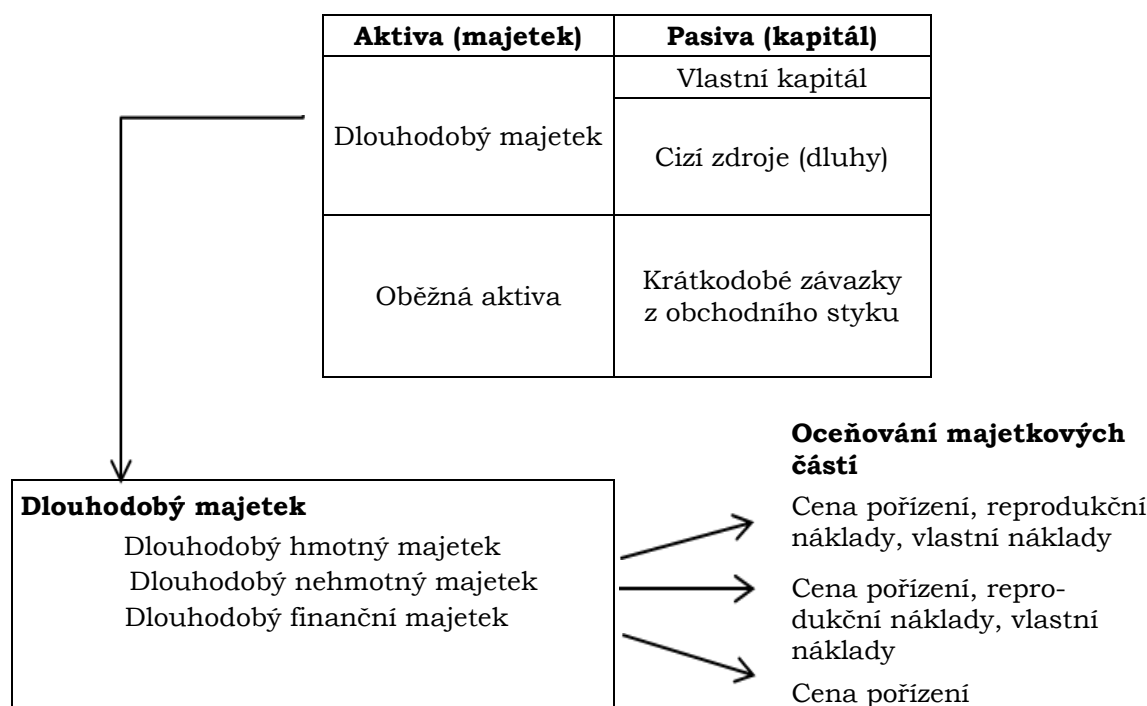 Aktiva (majetek)
Pasiva (kapitál)
Vlastní kapitál
Dlouhodobý majetek
Cizí zdroje (dluhy)
Oběžná aktiva
Krátkodobé závazky
z obchodního styku
Oceňování majetkových
částí
Dlouhodobý majetek
Dlouhodobý hmotný majetek
Dlouhodobý nehmotný majetek
Dlouhodobý finanční majetek
Cena pořízení, reprodukční
náklady, vlastní náklady
Cena pořízení, repro-
dukční náklady, vlastní
náklady
Cena pořízení